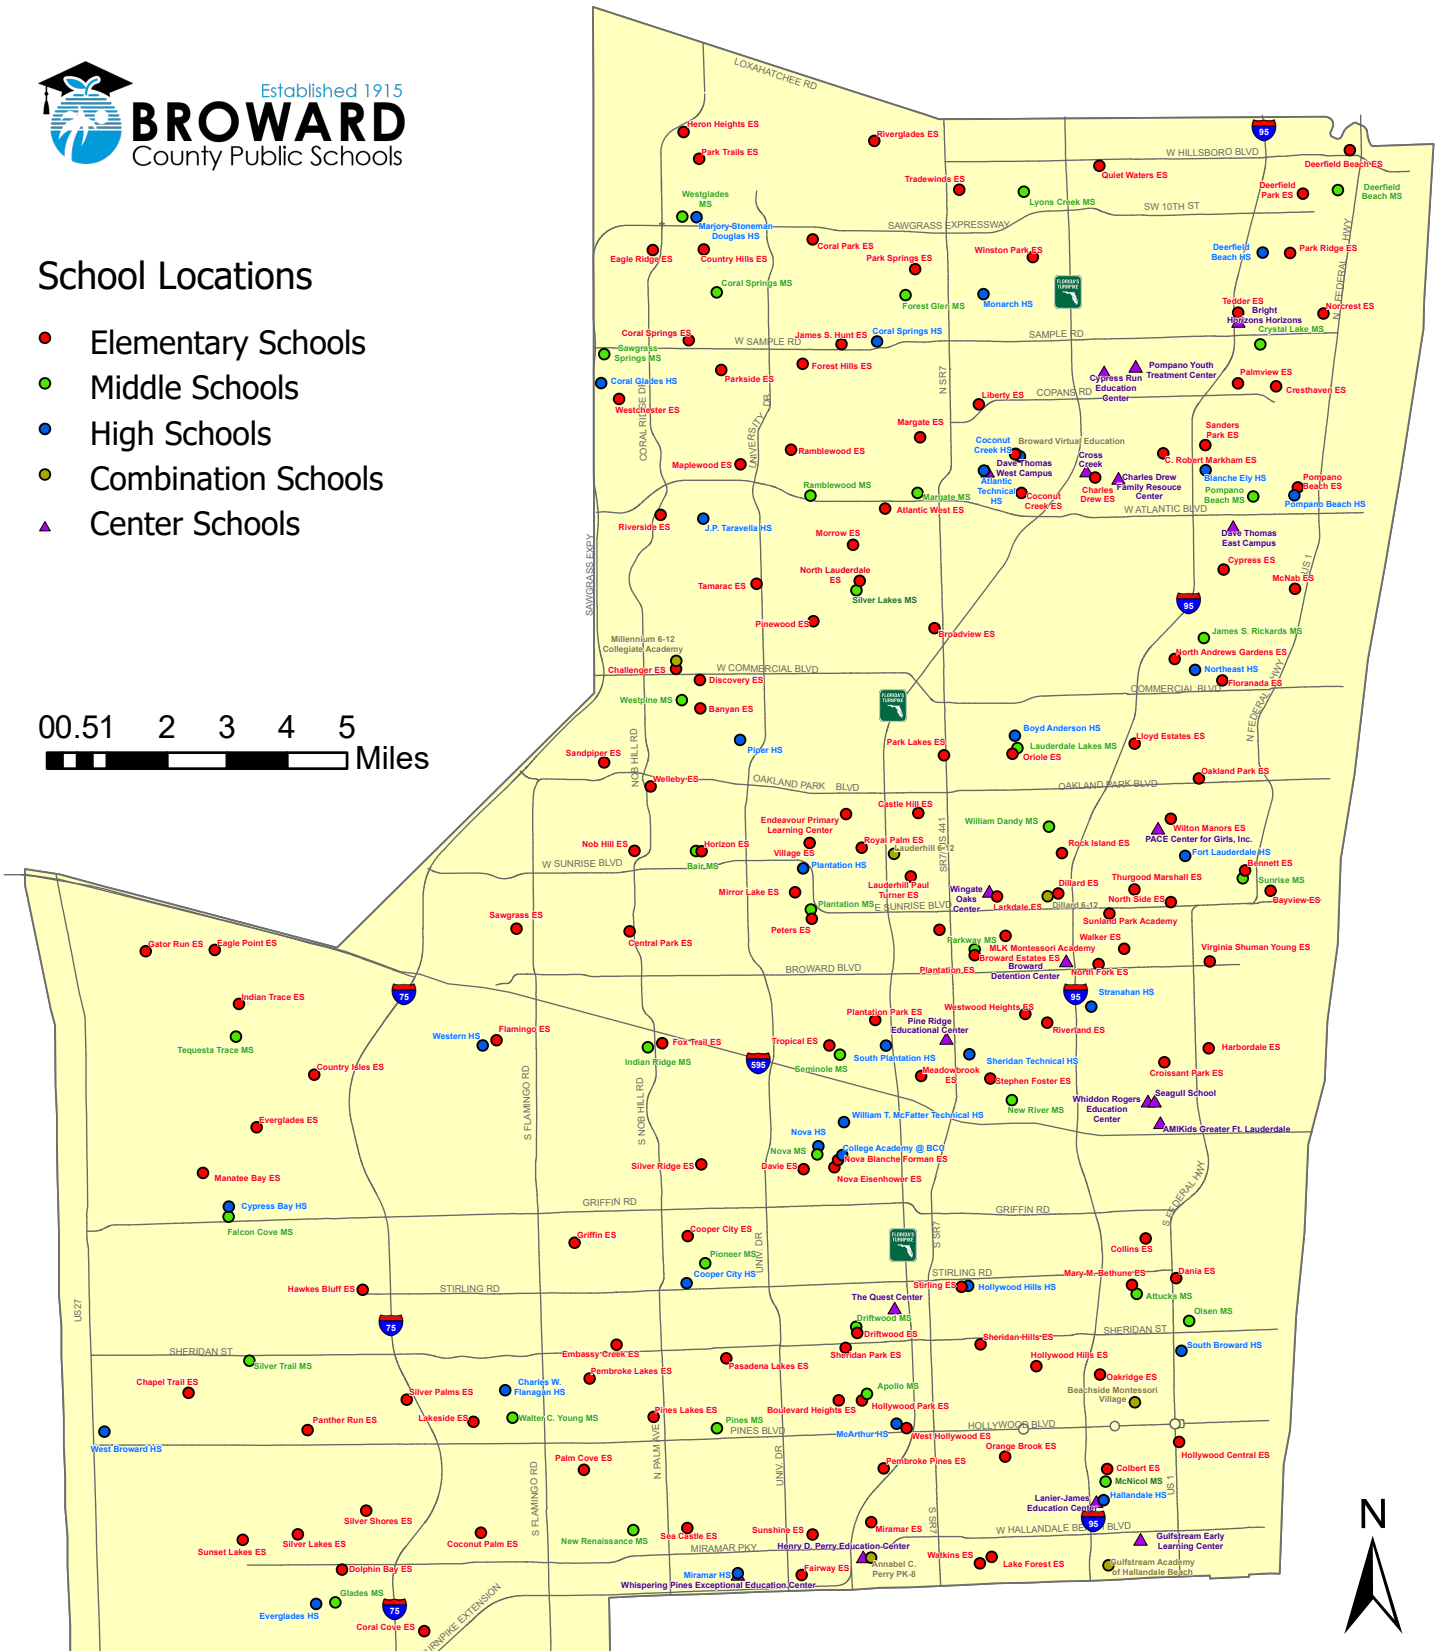 Established 1915
BROWARD
County Public Schools
School Locations
Elementary Schools
Middle Schools
High Schools
Combination Schools
Center Schools
00.51 2 3 4 5
Miles
LOXAHATCHEE RD
Heron Heights ES
Park Trails ES
Riverglades ES
95
W HILLSBORO BLVD
Deerfield Beach ES
Quiet Waters ES
Tradewinds ES
Lyons Creek MS
Deerfield
Park ES
Deerfield
Beach MS
Westglades
MS
Marjory Stoneman
Douglas HS
SW 10TH ST
SAWGRASS EXPRESSWAY
N FEDERAL HWY
Eagle Ridge ES
Country Hills ES
Coral Park ES
Park Springs ES
Winston Park ES
Deerfield
Beach HS
Park Ridge ES
Coral Springs MS
Forest Glen MS
Monarch HS
FLORIDA'S
TURNPIKE
Tedder ES
Bright
Horizons Horizons
Norcrest ES
Crystal Lake MS
Coral Springs ES
W SAMPLE RD
James S. Hunt ES
Coral Springs HS
SAMPLE RD
Sawgrass
Springs MS
Parkside ES
Forest Hills ES
Coral Glades HS
Westchester ES
CORAL RIDGE DR
UNIVERSITY DR
N SR7
Cypress Run
Education
Center
Pompano Youth
Treatment Center
Palmview ES
Cresthaven ES
Liberty ES
COPANS RD
Margate ES
Sanders
Park ES
Maplewood ES
Ramblewood ES
Coconut
Creek HS
Broward Virtual Education
Dave Thomas
West Campus
Cross
Creek
C. Robert Markham ES
Atlantic
Technical
HS
Coconut
Creek ES
Charles
Drew ES
Charles Drew
Family Resouce
Center
Blanche Ely HS
Pompano
Beach MS
Pompano
Beach ES
Pompano Beach HS
Ramblewood MS
Margate MS
Atlantic West ES
W ATLANTIC BLVD
Riverside ES
J.P. Taravella HS
SAWGRASS EXPY
Morrow ES
Dave Thomas
East Campus
Cypress ES
McNab ES
US 1
Tamarac ES
North Lauderdale
ES
Silver Lakes MS
95
Pinewood ES
Broadview ES
James S. Rickards MS
Millennium 6-12
Collegiate Academy
Challenger ES
W COMMERCIAL BLVD
Discovery ES
North Andrews Gardens ES
Northeast HS
Floranada ES
COMMERCIAL BLVD
Westpine MS
Banyan ES
FLORIDA'S
TURNPIKE
N FEDERAL HWY
Piper HS
NOB HILL RD
Sandpiper ES
Park Lakes ES
Boyd Anderson HS
Lauderdale Lakes MS
Oriole ES
Lloyd Estates ES
Welleby ES
OAKLAND PARK BLVD
OAKLAND PARK BLVD
Oakland Park ES
Castle Hill ES
Endeavour Primary
Learning Center
Village ES
Royal Palm ES
Lauderhill 6-12
SR7/US 441
William Dandy MS
Rock Island ES
Wilton Manors ES
PACE Center for Girls, Inc.
Fort Lauderdale HS
Nob Hill ES
Horizon ES
Bair MS
W SUNRISE BLVD
Plantation HS
Bennett ES
Sunrise MS
Mirror Lake ES
Lauderhill Paul
Turner ES
Wingate
Oaks
Center
Larkdale ES
Dillard ES
Dillard 6-12
Thurgood Marshall ES
North Side ES
Bayview ES
Plantation MS
E SUNRISE BLVD
Peters ES
Sunland Park Academy
Sawgrass ES
Central Park ES
Parkway MS
MLK Montessori Academy
Walker ES
Broward Estates ES
Virginia Shuman Young ES
Gator Run ES
Eagle Point ES
BROWARD BLVD
Plantation ES
Broward
Detention Center
North Fork ES
75
95
Stranahan HS
Indian Trace ES
Tequesta Trace MS
Western HS
Flamingo ES
Indian Ridge MS
Fox Trail ES
Plantation Park ES
Pine Ridge
Educational Center
Westwood Heights ES
Riverland ES
Tropical ES
Seminole MS
South Plantation HS
Sheridan Technical HS
Harbordale ES
Croissant Park ES
595
Country Isles ES
Meadowbrook
ES
Stephen Foster ES
S FLAMINGO RD
S NOB HILL RD
New River MS
Whiddon Rogers
Education
Center
Seagull School
AMIKids Greater Ft. Lauderdale
Everglades ES
William T. McFatter Technical HS
Nova HS
Nova MS
College Academy @ BCC
Nova Blanche Forman ES
Davie ES
Nova Eisenhower ES
Silver Ridge ES
Manatee Bay ES
Cypress Bay HS
Falcon Cove MS
GRIFFIN RD
GRIFFIN RD
S FEDERAL HWY
Griffin ES
Cooper City ES
Pioneer MS
Cooper City HS
UNIV. DR
FLORIDA'S
TURNPIKE
S SR7
Collins ES
US27
Hawkes Bluff ES
STIRLING RD
STIRLING RD
Stirling ES
Hollywood Hills HS
Mary M. Bethune ES
Dania ES
Attucks MS
The Quest Center
Olsen MS
75
Driftwood MS
Driftwood ES
SHERIDAN ST
Embassy Creek ES
Sheridan Park ES
Sheridan Hills ES
SHERIDAN ST
South Broward HS
Silver Trail MS
Pasadena Lakes ES
Hollywood Hills ES
Chapel Trail ES
Pembroke Lakes ES
Charles W.
Flanagan HS
Oakridge ES
Silver Palms ES
Apollo MS
Beachside Montessori
Village
Panther Run ES
Lakeside ES
Walter C. Young MS
Pines Lakes ES
Boulevard Heights ES
Hollywood Park ES
Pines MS
PINES BLVD
McArthur HS
HOLLYWOOD BLVD
West Hollywood ES
West Broward HS
Orange Brook ES
Hollywood Central ES
N PALM AVE
UNIV. DR
Palm Cove ES
Pembroke Pines ES
Colbert ES
McNicol MS
US 1
Hallandale HS
Lanier-James
Education Center
S FLAMINGO RD
S SR7
Silver Shores ES
95
Sunset Lakes ES
Silver Lakes ES
Coconut Palm ES
New Renaissance MS
Sea Castle ES
Sunshine ES
Miramar ES
W HALLANDALE BEACH BLVD
Gulfstream Early
Learning Center
MIRAMAR PKY
Henry D. Perry Education Center
Annabel C.
Perry PK-8
Watkins ES
Lake Forest ES
Gulfstream Academy
of Hallandale Beach
Dolphin Bay ES
Miramar HS
Fairway ES
Whispering Pines Exceptional Education Center
Glades MS
Everglades HS
75
Coral Cove ES
N